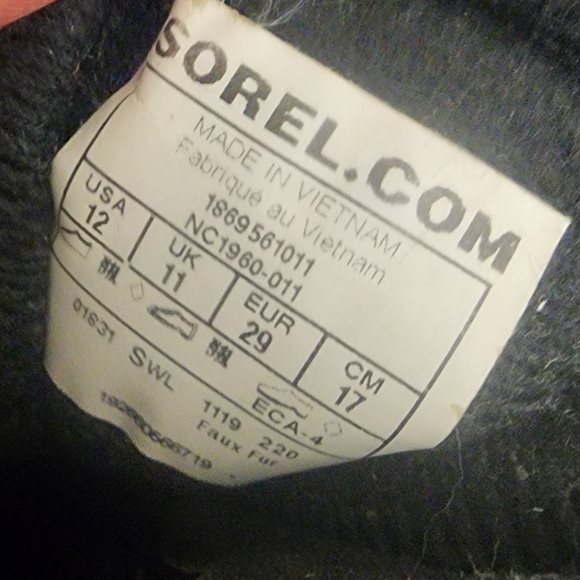 SOREL.COM
MADE IN VIETNAM
Fabriqué au Vietnam
1869561011
NC1960-011
USA 12
UK 11
EUR 29
CM 17
ECA-4
01631 SWL 1119 220
Faux Fur